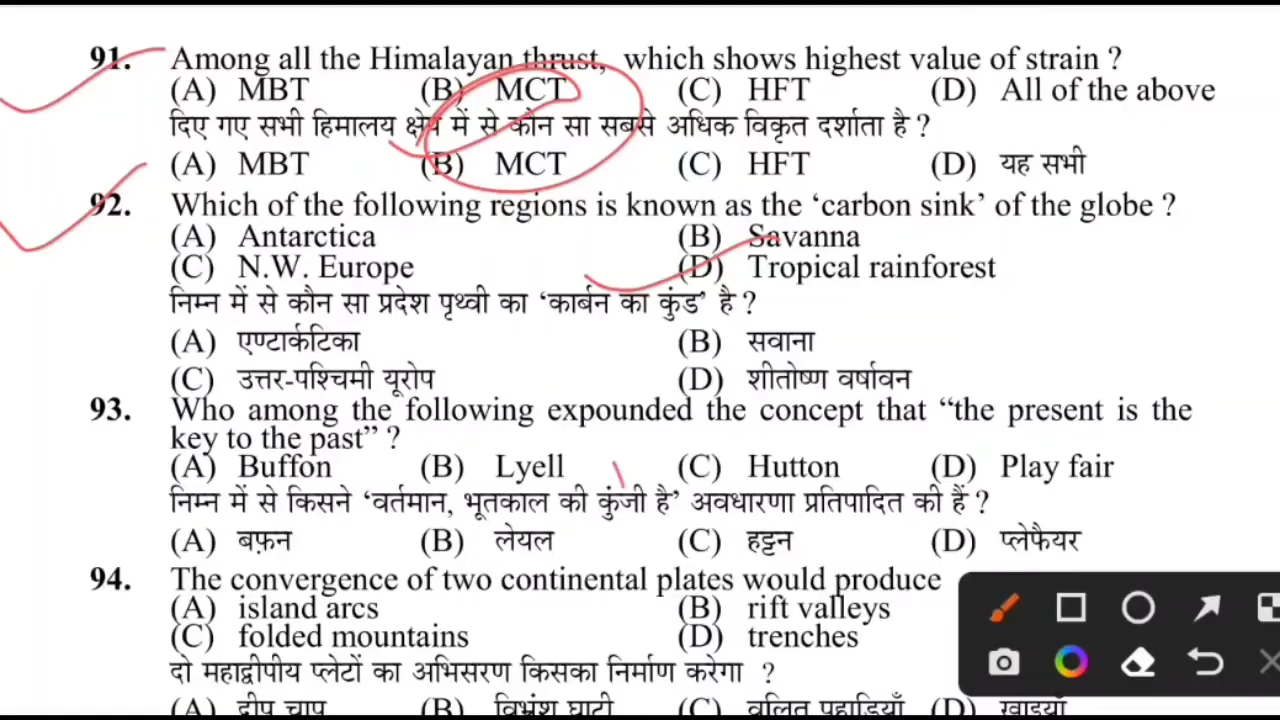 91. Among all the Himalayan thrust, which shows highest value of strain ?
(A) MBT (B) MCT (C) HFT (D) All of the above
दिए गए सभी हिमालय क्षेप में से कौन सा सबसे अधिक विकृत दर्शाता है ?
(A) MBT (B) MCT (C) HFT (D) यह सभी
92. Which of the following regions is known as the ‘carbon sink’ of the globe ?
(A) Antarctica (B) Savanna
(C) N.W. Europe (D) Tropical rainforest
निम्न में से कौन सा प्रदेश पृथ्वी का ‘कार्बन का कुंड’ है ?
(A) एण्टार्कटिका (B) सवाना
(C) उत्तर-पश्चिमी यूरोप (D) शीतोष्ण वर्षावन
93. Who among the following expounded the concept that “the present is the
key to the past” ?
(A) Buffon (B) Lyell (C) Hutton (D) Play fair
निम्न में से किसने ‘वर्तमान, भूतकाल की कुंजी है’ अवधारणा प्रतिपादित की हैं ?
(A) बफ़न (B) लेयल (C) हट्टन (D) प्लेफैयर
94. The convergence of two continental plates would produce
(A) island arcs (B) rift valleys
(C) folded mountains (D) trenches
दो महाद्वीपीय प्लेटों का अभिसरण किसका निर्माण करेगा ?
(A) द्वीप चाप (B) विभ्रंश घाटी (C) वलित पहाड़ियाँ (D) खाइयाँ